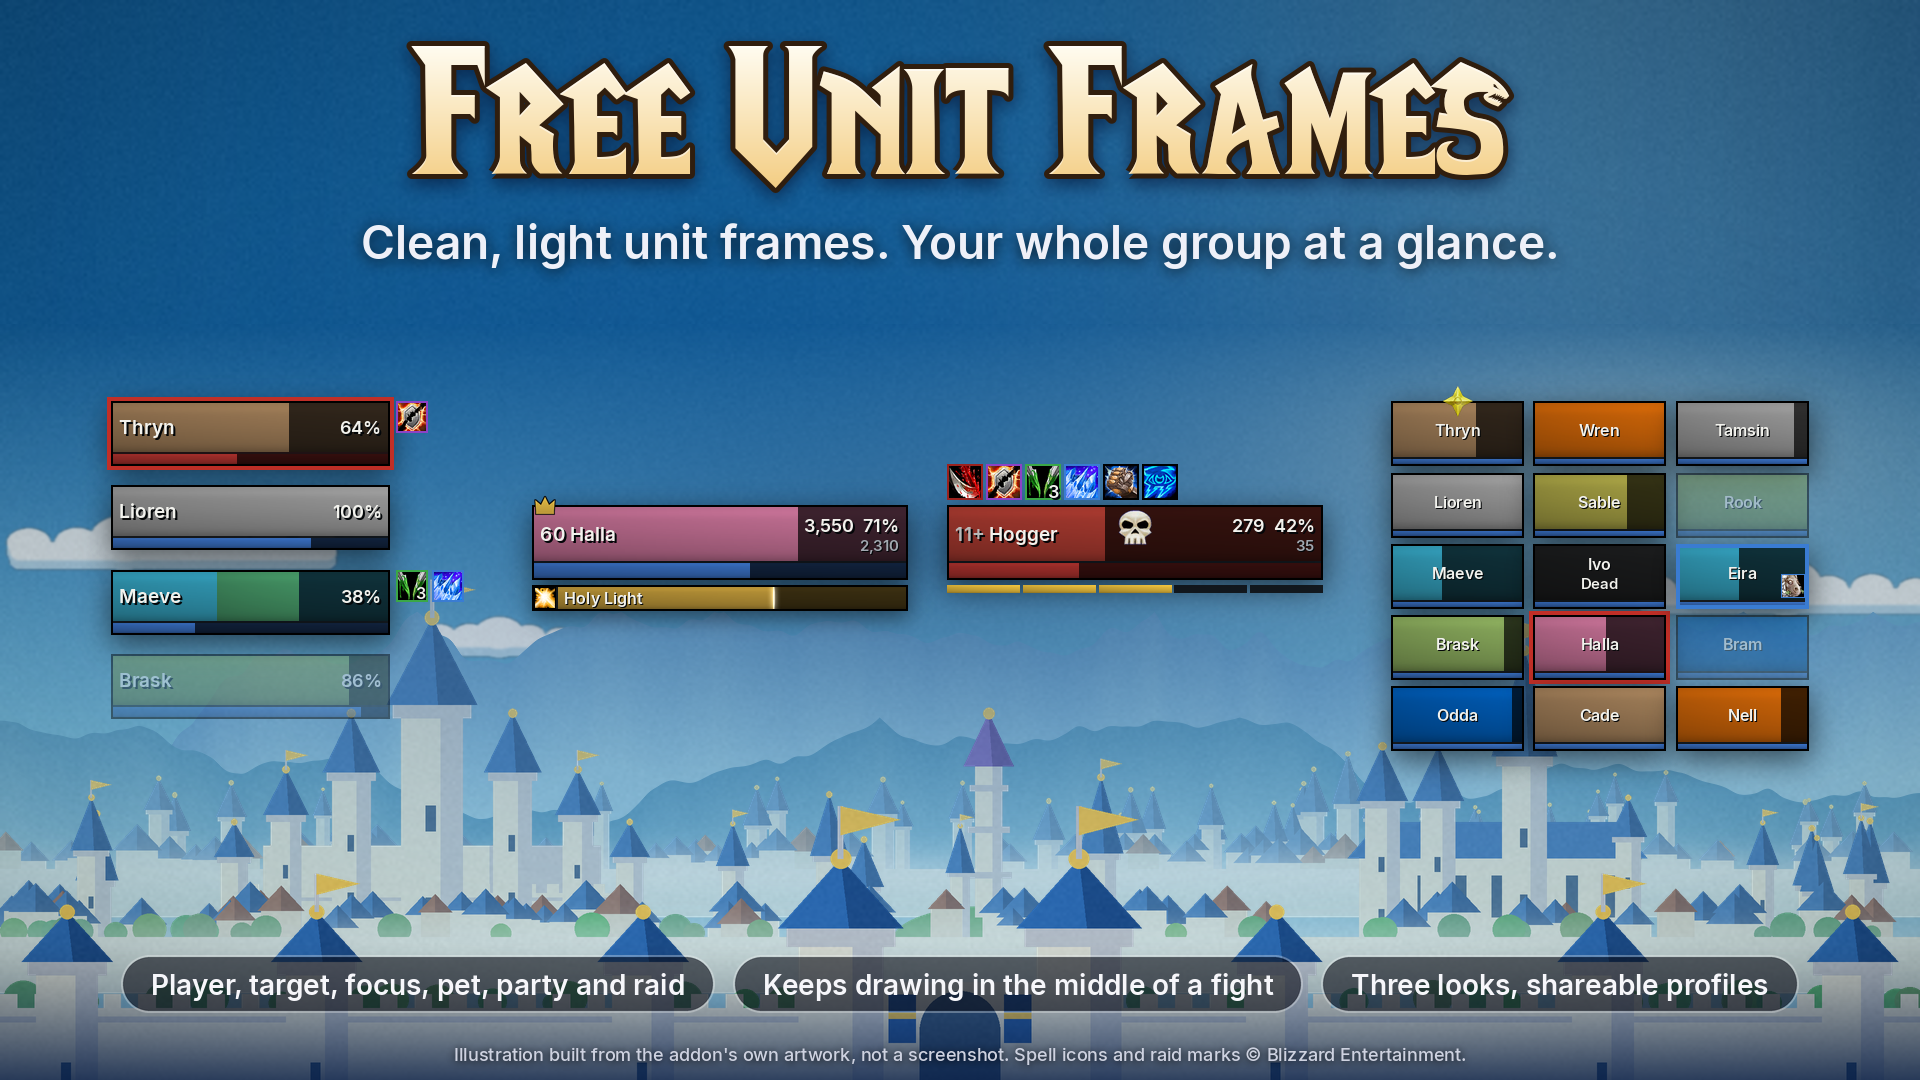 Free Unit Frames
Clean, light unit frames. Your whole group at a glance.
Thryn 64%
Lioren 100%
Maeve 38%
3
Brask 86%
60 Halla 3,550 71%
2,310
Holy Light
3
11+ Hogger 279 42%
35
Thryn Wren Tamsin
Lioren Sable Rook
Maeve Ivo Eira
Dead
Brask Halla Bram
Odda Cade Nell
Player, target, focus, pet, party and raid
Keeps drawing in the middle of a fight
Three looks, shareable profiles
Illustration built from the addon's own artwork, not a screenshot. Spell icons and raid marks © Blizzard Entertainment.